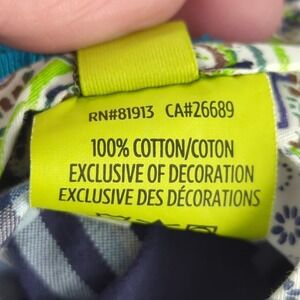 RN#81913 CA#26689
100% COTTON/COTON
EXCLUSIVE OF DECORATION
EXCLUSIVE DES DÉCORATIONS